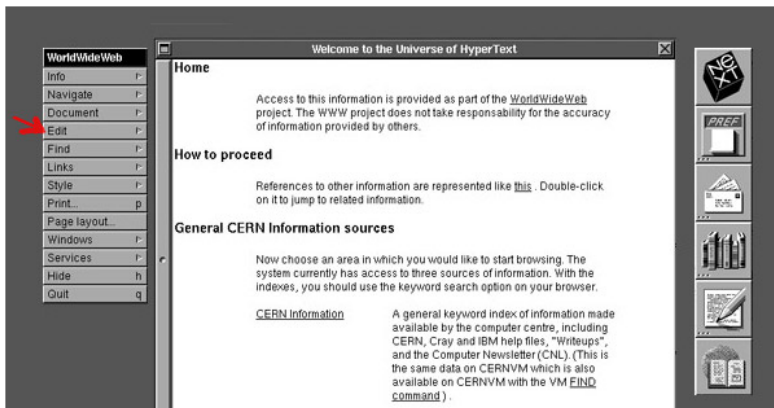 WorldWideWeb
Info
Navigate
Document
Edit
Find
Links
Style
Print... p
Page layout...
Windows
Services
Hide h
Quit q
Welcome to the Universe of HyperText
Home
Access to this information is provided as part of the WorldWideWeb
project. The WWW project does not take responsability for the accuracy
of information provided by others.
How to proceed
References to other information are represented like this . Double-click
on it to jump to related information.
General CERN Information sources
Now choose an area in which you would like to start browsing. The
system currently has access to three sources of information. With the
indexes, you should use the keyword search option on your browser.
CERN Information
A general keyword index of information made
available by the computer centre, including
CERN, Cray and IBM help files, "Writeups",
and the Computer Newsletter (CNL). (This is
the same data on CERNVM which is also
available on CERNVM with the VM FIND
command ) .
NeXT
PREF